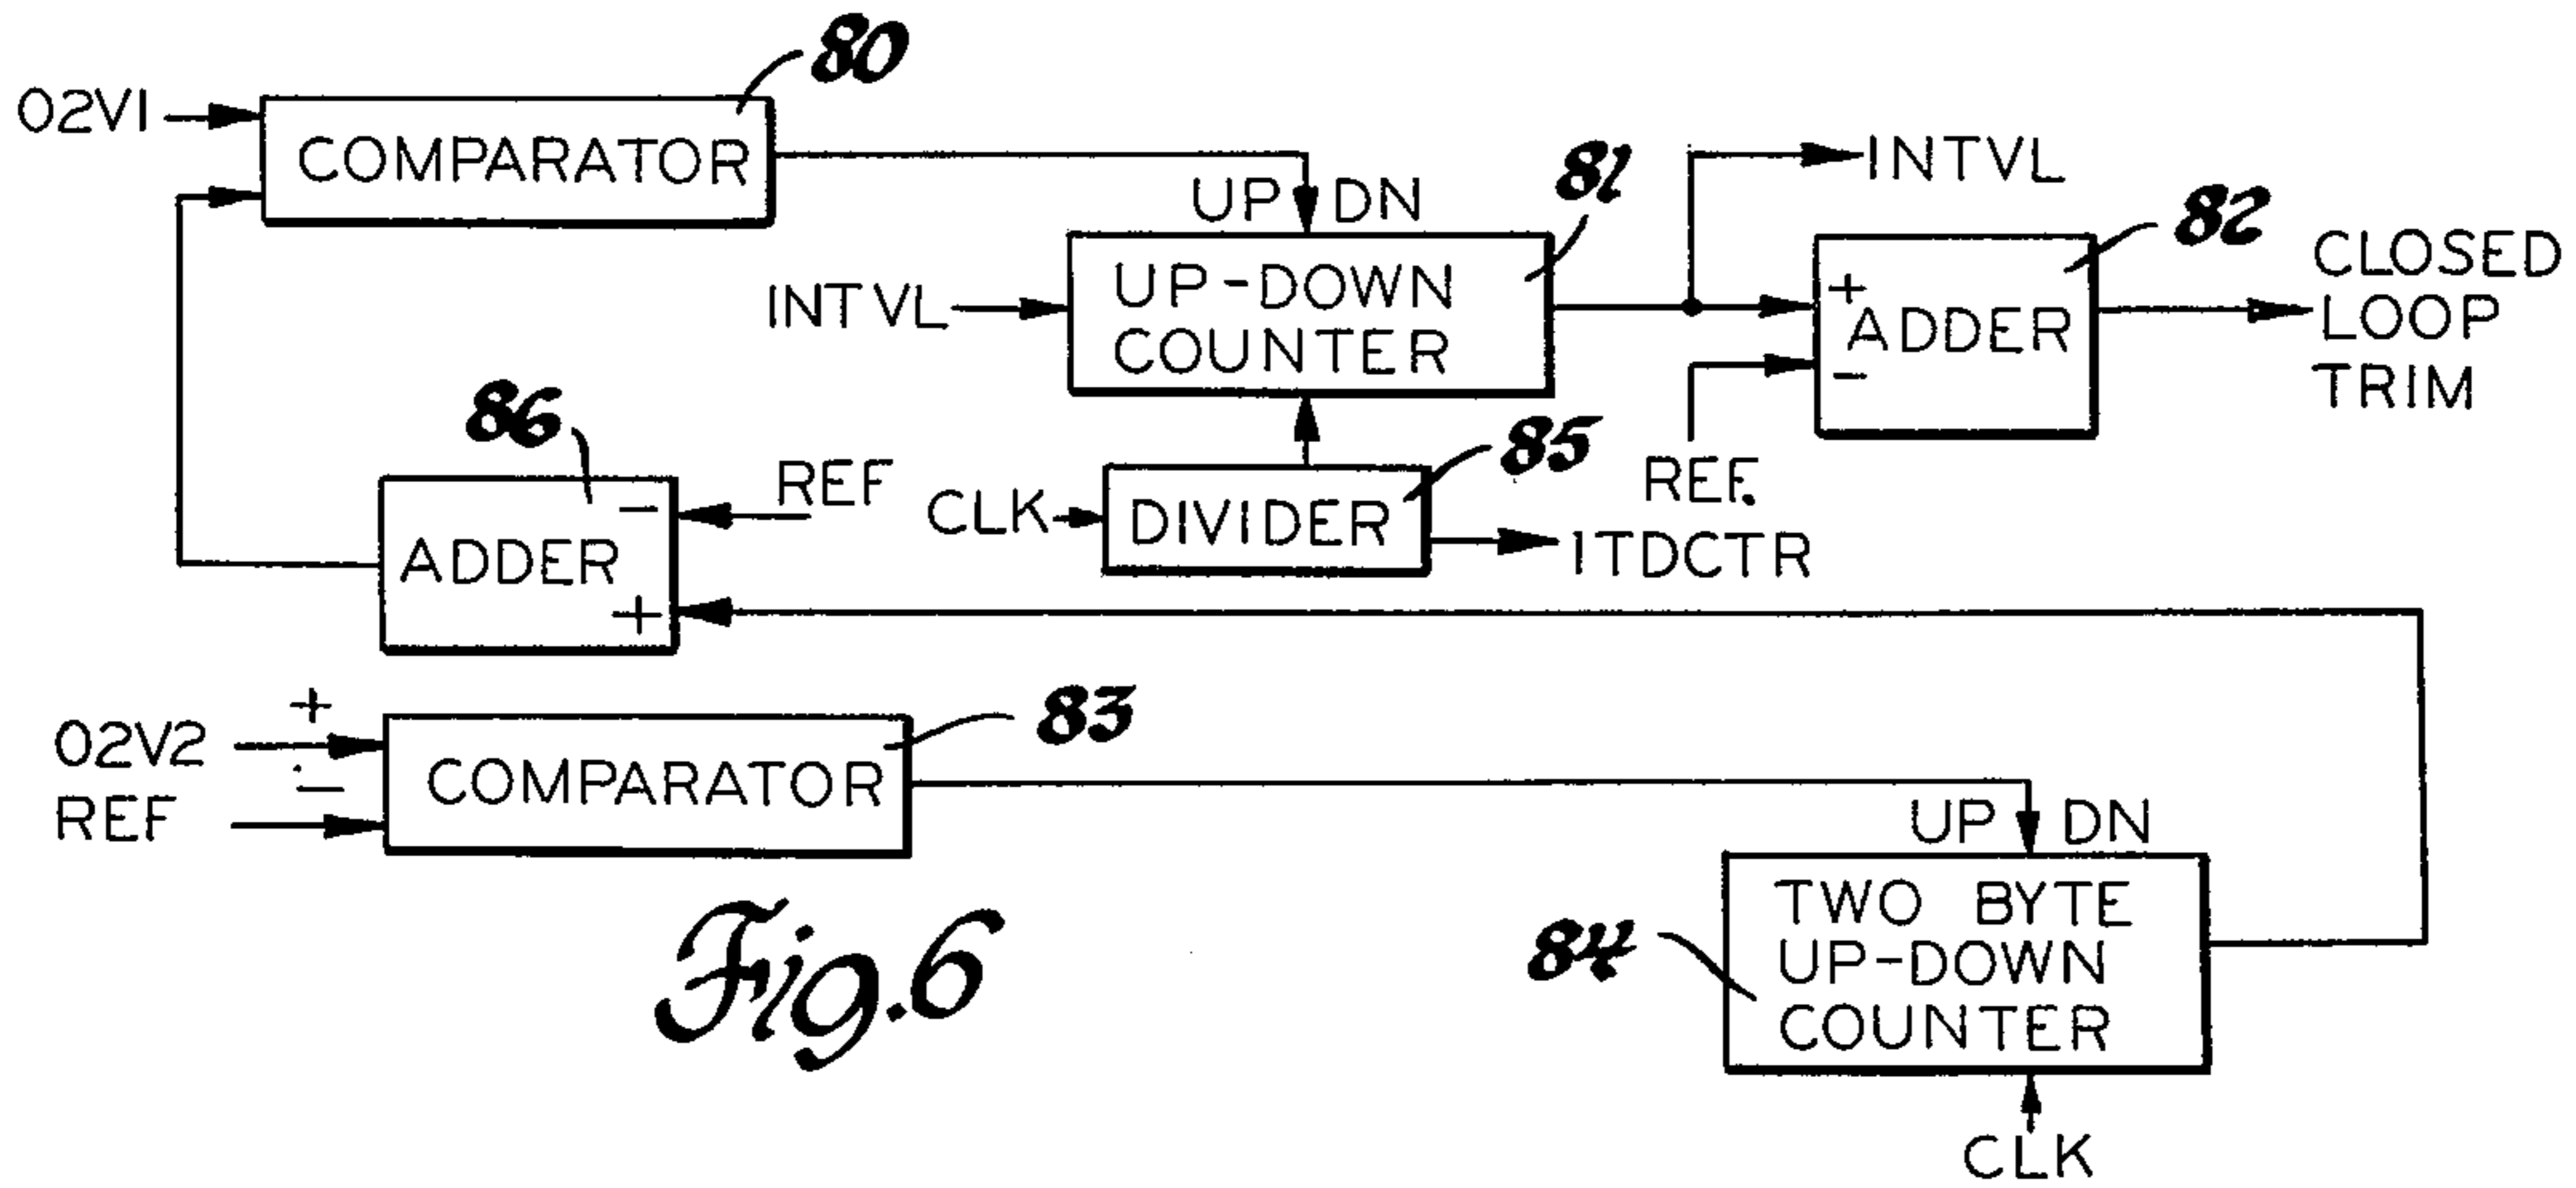 80
02V1
COMPARATOR
UP DN
81
INTVL
82
INTVL
UP-DOWN
COUNTER
+
ADDER
-
CLOSED
LOOP
TRIM
86
REF
CLK
DIVIDER
85
REF.
ITDCTR
-
ADDER
+
+
02V2
-
REF
COMPARATOR
83
UP DN
84
TWO BYTE
UP-DOWN
COUNTER
CLK
Fig.6